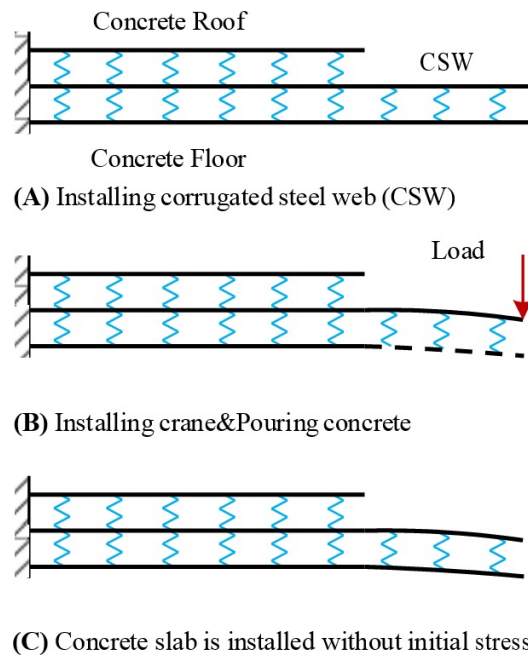 Concrete Roof
CSW
Concrete Floor
(A) Installing corrugated steel web (CSW)
Load
(B) Installing crane&Pouring concrete
(C) Concrete slab is installed without initial stress